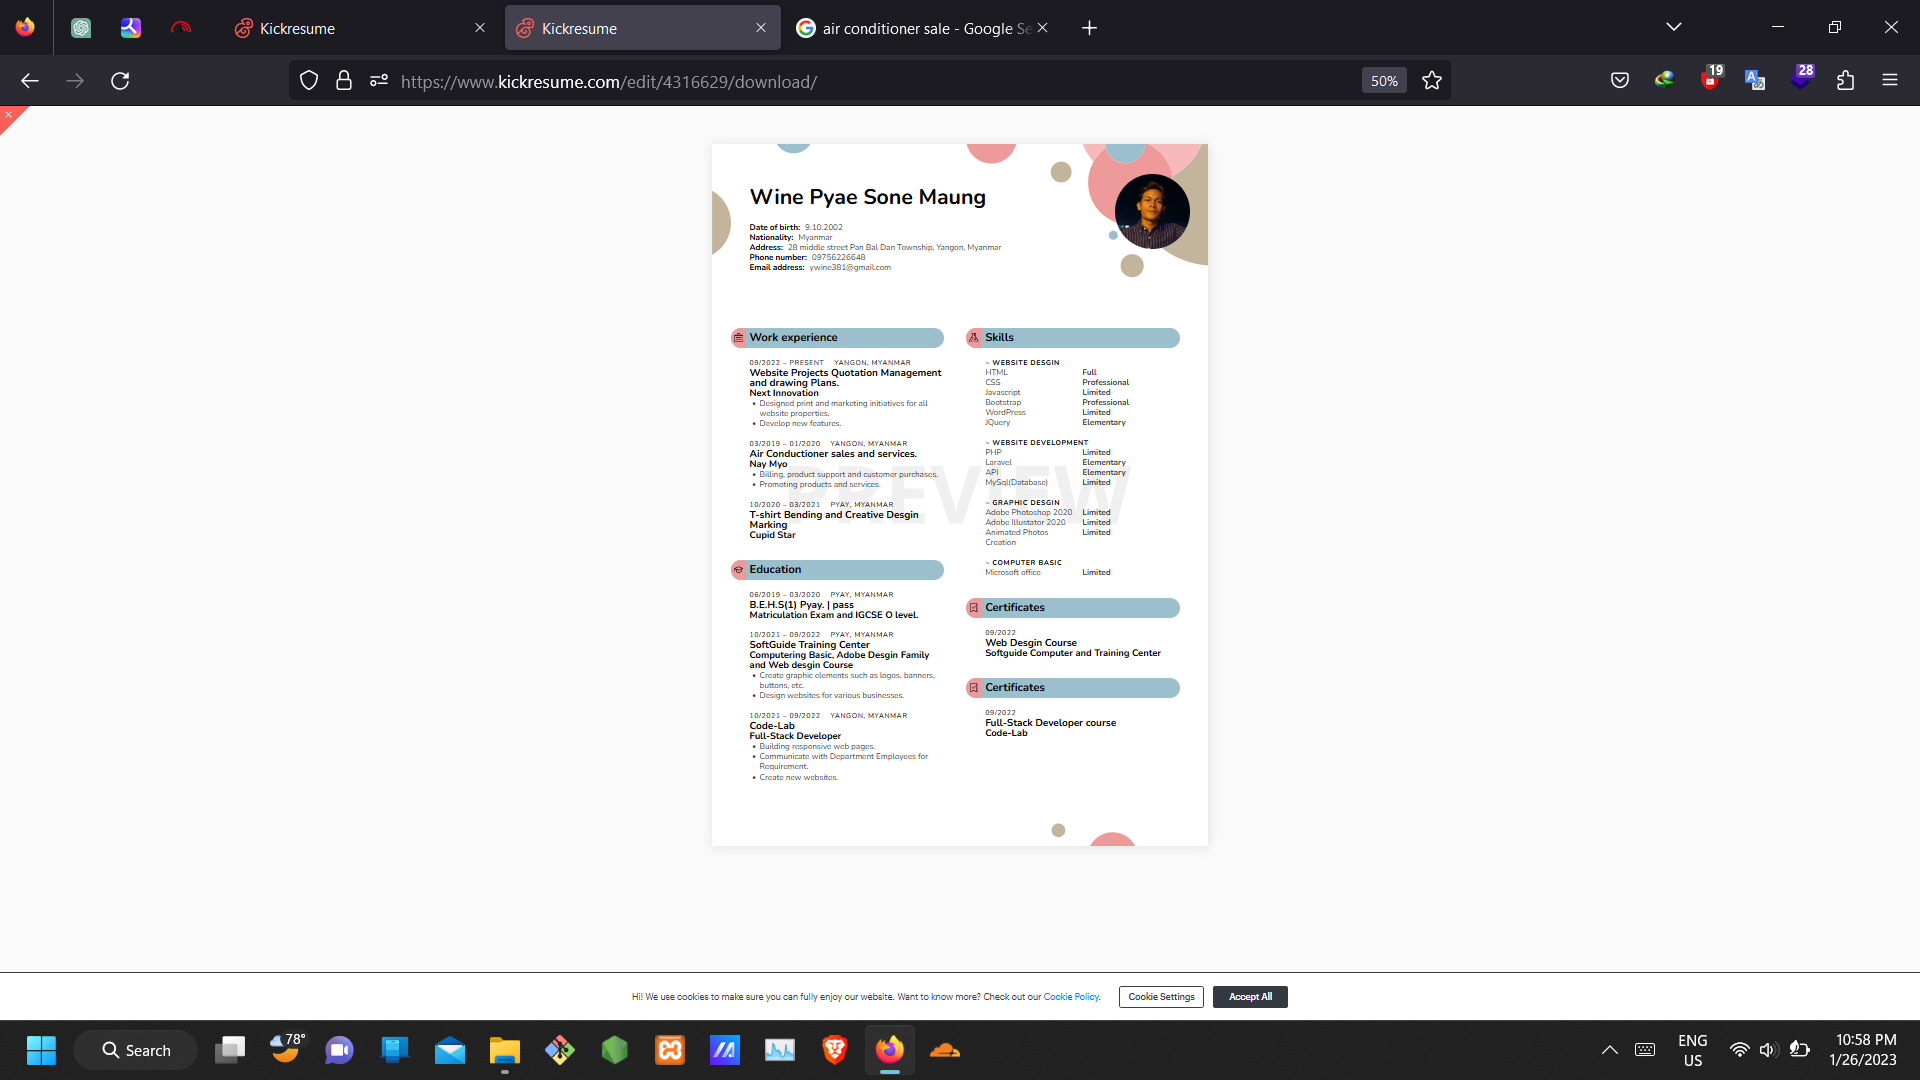 Kickresume
Kickresume
air conditioner sale - Google Se
https://www.kickresume.com/edit/4316629/download/
50%
19
28
Wine Pyae Sone Maung
Date of birth: 9.10.2002
Nationality: Myanmar
Address: 28 middle street Pan Bal Dan Township, Yangon, Myanmar
Phone number: 09756226648
Email address: ywine381@gmail.com
Work experience
09/2022 – PRESENT YANGON, MYANMAR
Website Projects Quotation Management
and drawing Plans.
Next Innovation
• Designed print and marketing initiatives for all
website properties.
• Develop new features.
03/2019 – 01/2020 YANGON, MYANMAR
Air Conductioner sales and services.
Nay Myo
• Billing, product support and customer purchases.
• Promoting products and services.
10/2020 – 03/2021 PYAY, MYANMAR
T-shirt Bending and Creative Desgin
Marking
Cupid Star
Education
06/2019 – 03/2020 PYAY, MYANMAR
B.E.H.S(1) Pyay. | pass
Matriculation Exam and IGCSE O level.
10/2021 – 09/2022 PYAY, MYANMAR
SoftGuide Training Center
Computering Basic, Adobe Desgin Family
and Web desgin Course
• Create graphic elements such as logos, banners,
buttons, etc.
• Design websites for various businesses.
10/2021 – 09/2022 YANGON, MYANMAR
Code-Lab
Full-Stack Developer
• Building responsive web pages.
• Communicate with Department Employees for
Requirement.
• Create new websites.
Skills
~ WEBSITE DESGIN
HTML Full
CSS Professional
Javascript Limited
Bootstrap Professional
WordPress Limited
JQuery Elementary
~ WEBSITE DEVELOPMENT
PHP Limited
Laravel Elementary
API Elementary
MySql(Database) Limited
~ GRAPHIC DESGIN
Adobe Photoshop 2020 Limited
Adobe Illustator 2020 Limited
Animated Photos Limited
Creation
~ COMPUTER BASIC
Microsoft office Limited
Certificates
09/2022
Web Desgin Course
Softguide Computer and Training Center
Certificates
09/2022
Full-Stack Developer course
Code-Lab
PREVIEW
Hi! We use cookies to make sure you can fully enjoy our website. Want to know more? Check out our Cookie Policy.
Cookie Settings
Accept All
Search
78°
ENG
US
10:58 PM
1/26/2023